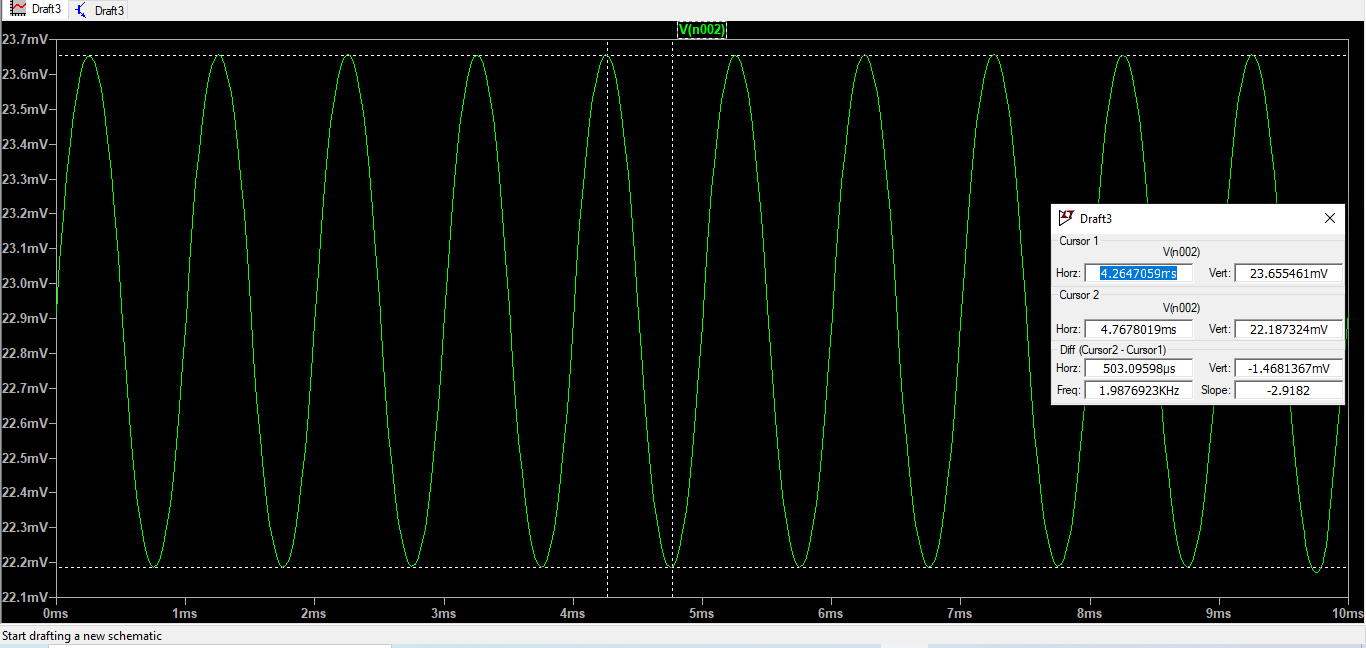 Draft3 Draft3
V(n002)
23.7mV
23.6mV
23.5mV
23.4mV
23.3mV
23.2mV
23.1mV
23.0mV
22.9mV
22.8mV
22.7mV
22.6mV
22.5mV
22.4mV
22.3mV
22.2mV
22.1mV
0ms 1ms 2ms 3ms 4ms 5ms 6ms 7ms 8ms 9ms 10ms
Draft3
Cursor 1
V(n002)
Horz: 4.2647059ms Vert: 23.655461mV
Cursor 2
V(n002)
Horz: 4.7678019ms Vert: 22.187324mV
Diff (Cursor2 - Cursor1)
Horz: 503.09598µs Vert: -1.4681367mV
Freq: 1.9876923KHz Slope: -2.9182
Start drafting a new schematic